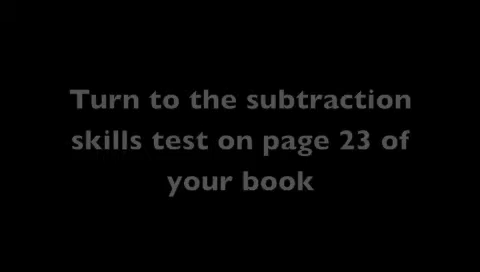 Turn to the subtraction
skills test on page 23 of
your book